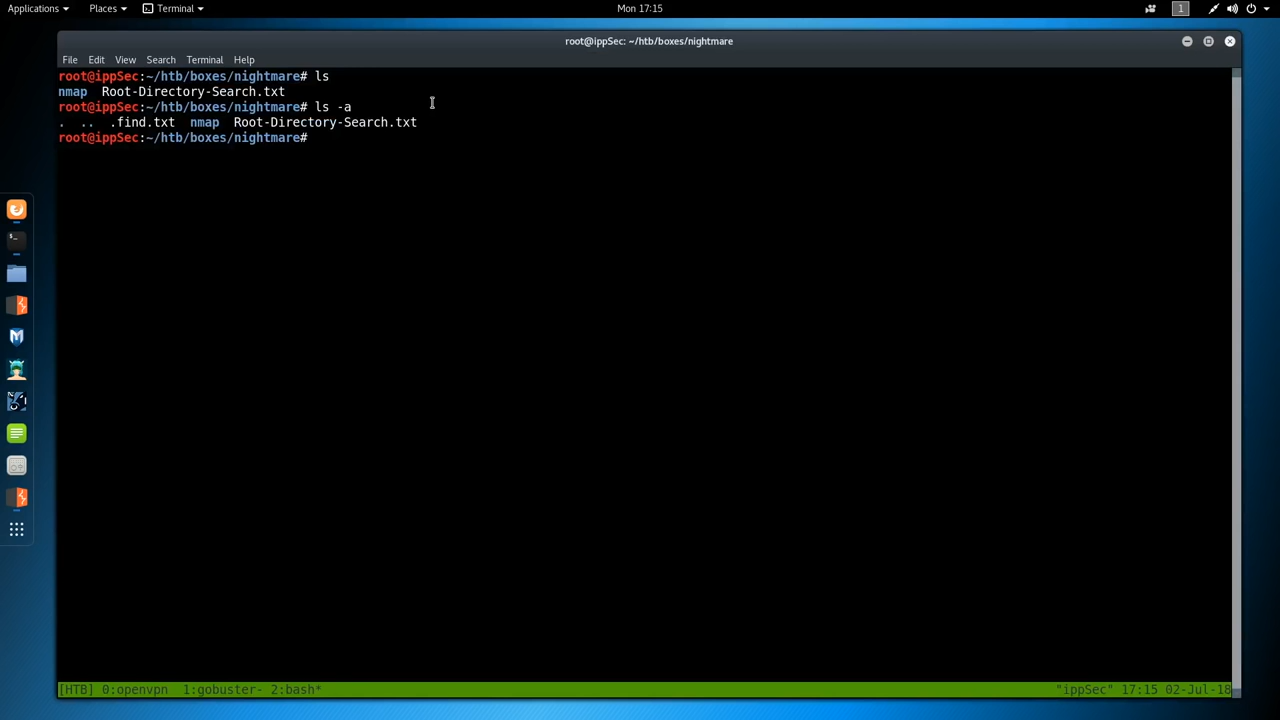 Applications Places Terminal Mon 17:15 1
root@ippSec: ~/htb/boxes/nightmare
File Edit View Search Terminal Help
root@ippSec:~/htb/boxes/nightmare# ls
nmap Root-Directory-Search.txt
root@ippSec:~/htb/boxes/nightmare# ls -a
. .. .find.txt nmap Root-Directory-Search.txt
root@ippSec:~/htb/boxes/nightmare#
[HTB] 0:openvpn 1:gobuster- 2:bash* "ippSec" 17:15 02-Jul-18